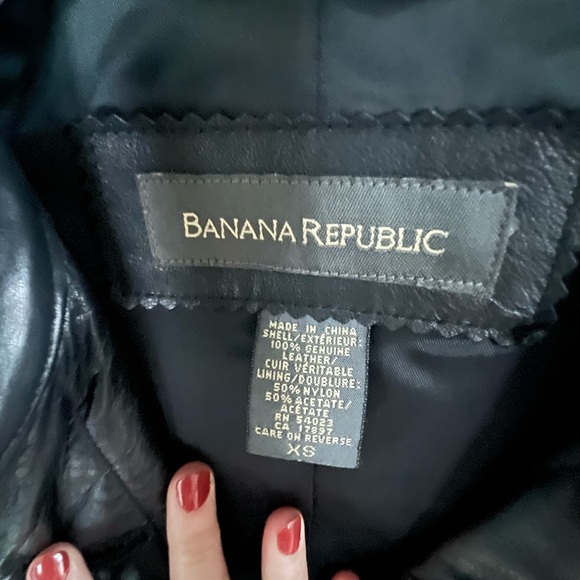 BANANA REPUBLIC
MADE IN CHINA
SHELL/EXTÉRIEUR:
100% GENUINE
LEATHER/
CUIR VÉRITABLE
LINING/DOUBLURE:
50% NYLON
50% ACETATE/
ACÉTATE
RN 54023
CA 17897
CARE ON REVERSE
XS